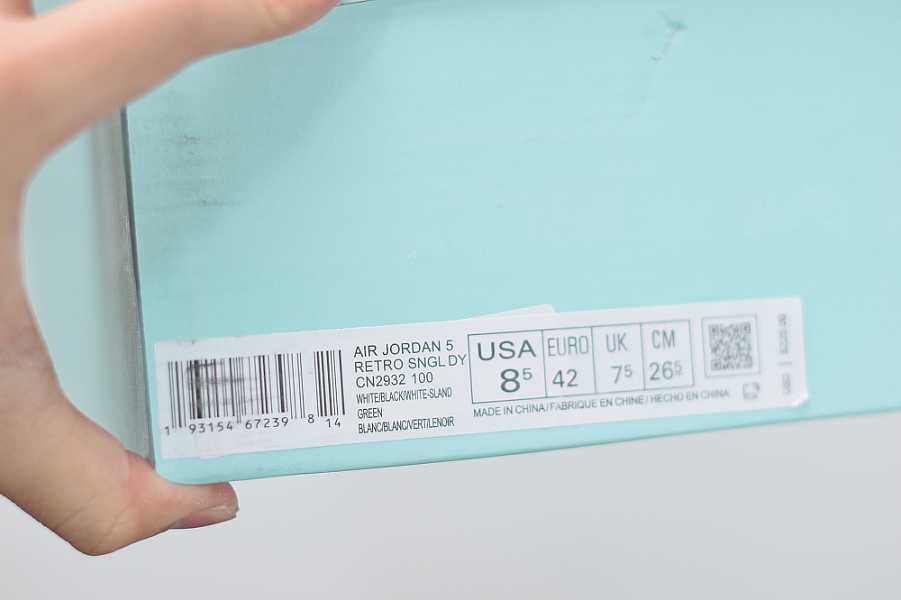 AIR JORDAN 5
RETRO SNGL DY
CN2932 100
WHITE/BLACK/WHITE-SLAND
GREEN
BLANC/BLANC/VERT/LENOIR
1 93154 67239 8 14
USA EURO UK CM
8⁵ 42 7⁵ 26⁵
MADE IN CHINA/FABRIQUE EN CHINE/HECHO EN CHINA